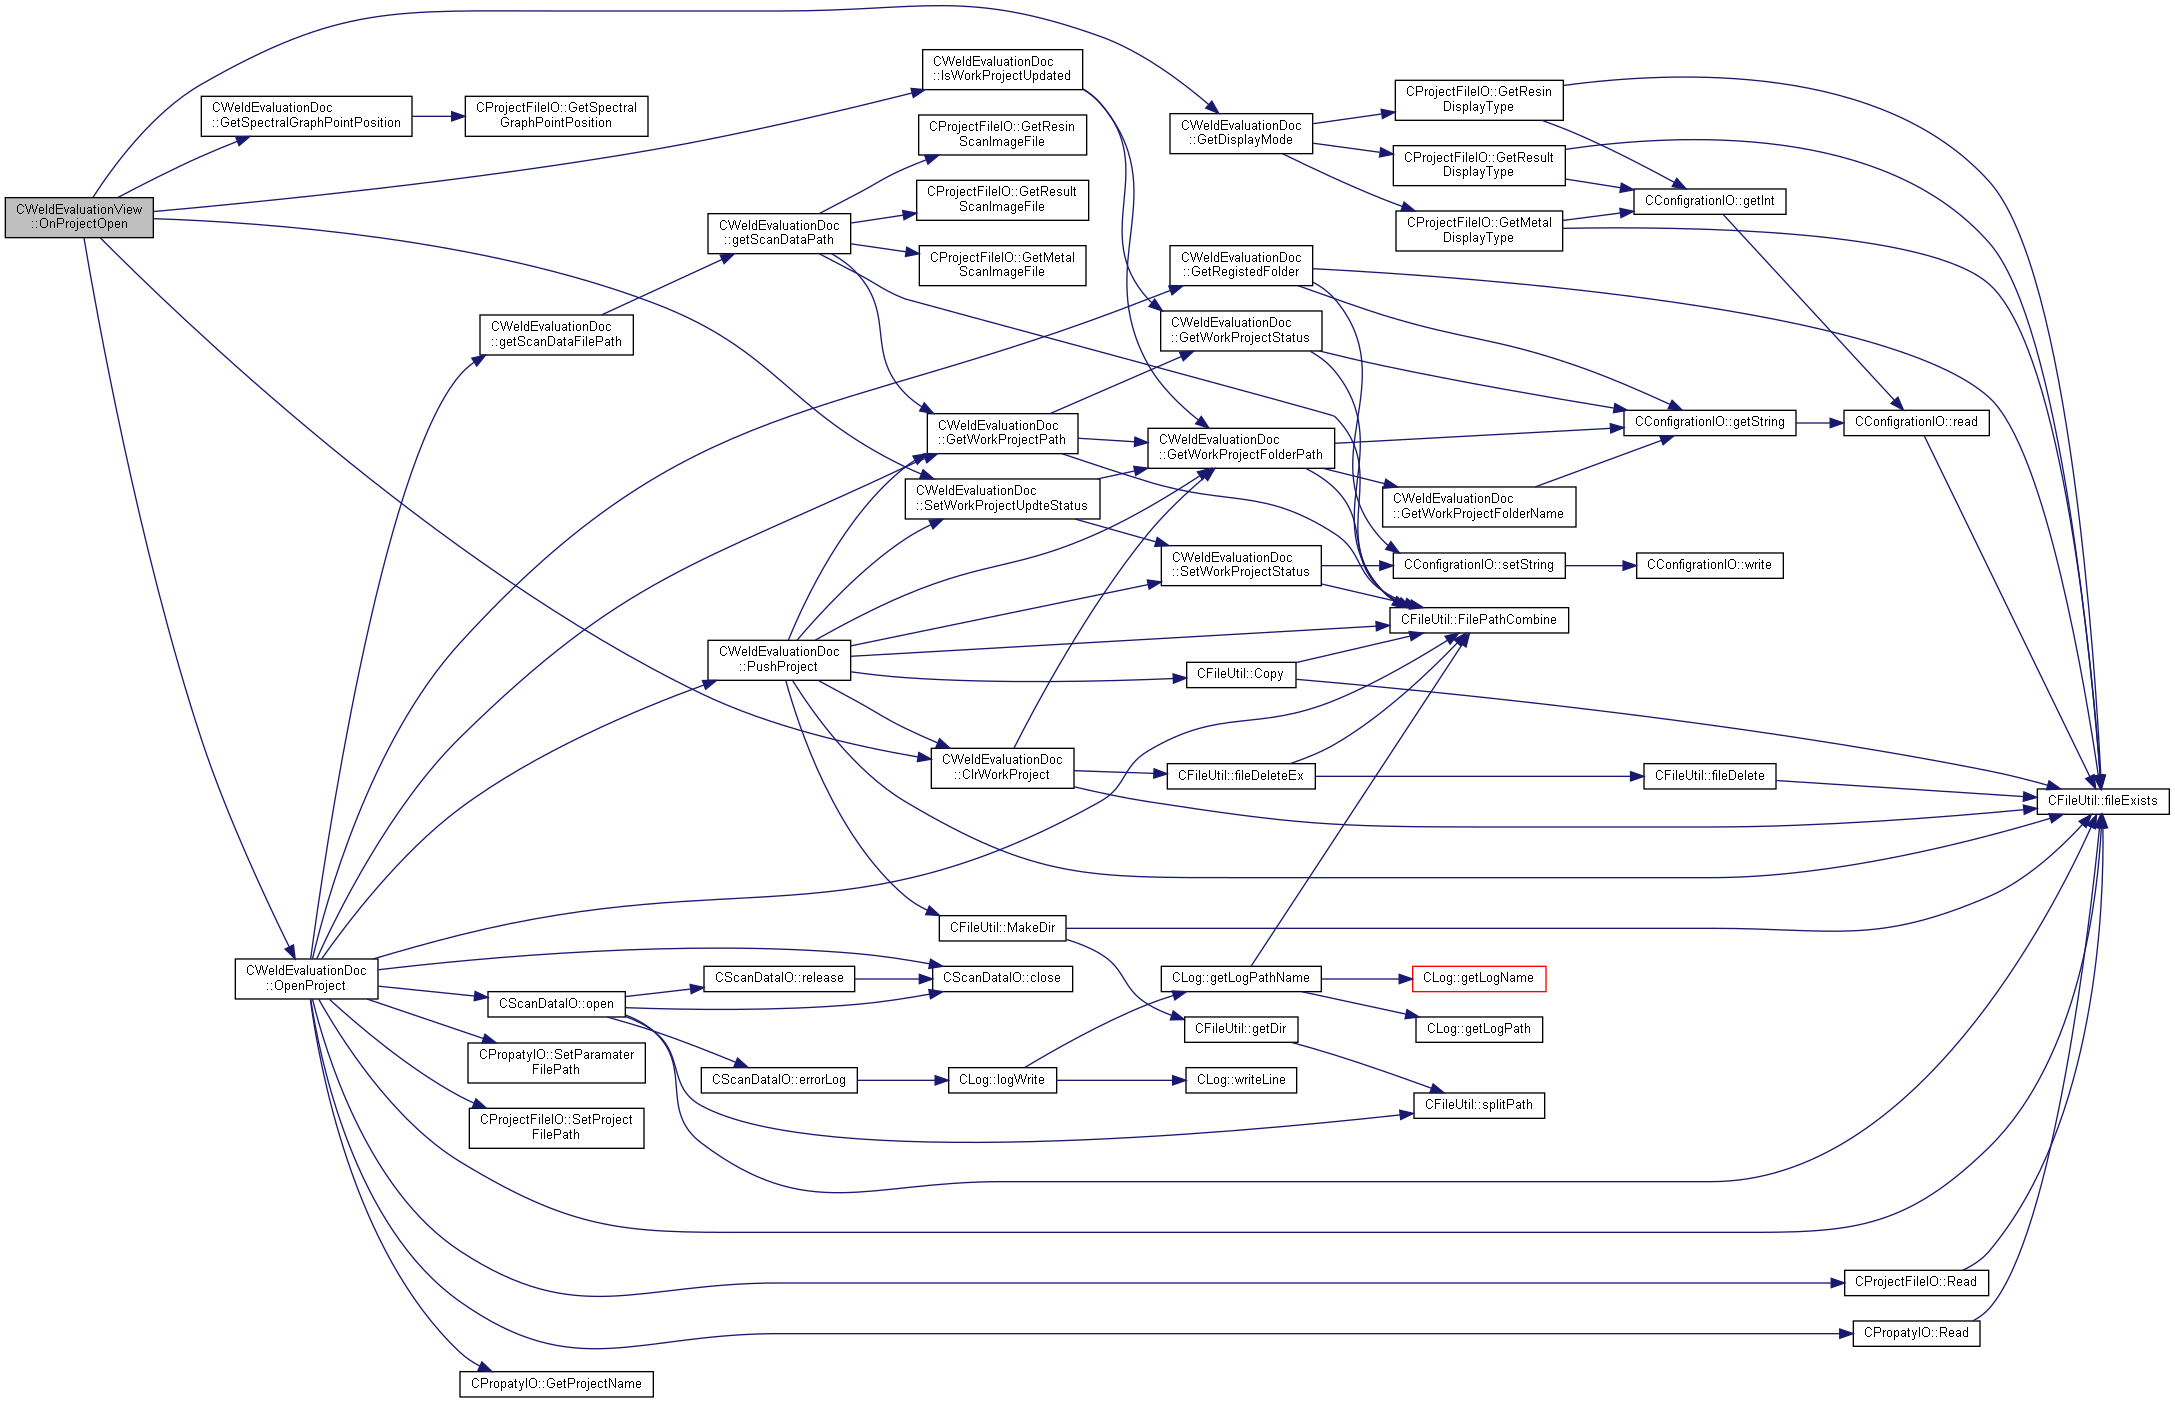 CWeldEvaluationView
::OnProjectOpen
CWeldEvaluationDoc
::GetSpectralGraphPointPosition
CProjectFileIO::GetSpectral
GraphPointPosition
CWeldEvaluationDoc
::IsWorkProjectUpdated
CProjectFileIO::GetResin
ScanImageFile
CProjectFileIO::GetResult
ScanImageFile
CProjectFileIO::GetMetal
ScanImageFile
CWeldEvaluationDoc
::getScanDataPath
CWeldEvaluationDoc
::getScanDataFilePath
CWeldEvaluationDoc
::GetDisplayMode
CProjectFileIO::GetResin
DisplayType
CProjectFileIO::GetResult
DisplayType
CProjectFileIO::GetMetal
DisplayType
CConfigrationIO::getInt
CWeldEvaluationDoc
::GetRegistedFolder
CWeldEvaluationDoc
::GetWorkProjectStatus
CWeldEvaluationDoc
::GetWorkProjectPath
CWeldEvaluationDoc
::GetWorkProjectFolderPath
CConfigrationIO::getString
CConfigrationIO::read
CWeldEvaluationDoc
::SetWorkProjectUpdteStatus
CWeldEvaluationDoc
::GetWorkProjectFolderName
CWeldEvaluationDoc
::SetWorkProjectStatus
CConfigrationIO::setString
CConfigrationIO::write
CFileUtil::FilePathCombine
CWeldEvaluationDoc
::PushProject
CFileUtil::Copy
CWeldEvaluationDoc
::ClrWorkProject
CFileUtil::fileDeleteEx
CFileUtil::fileDelete
CFileUtil::fileExists
CFileUtil::MakeDir
CWeldEvaluationDoc
::OpenProject
CScanDataIO::open
CScanDataIO::release
CScanDataIO::close
CLog::getLogPathName
CLog::getLogName
CLog::getLogPath
CFileUtil::getDir
CPropatyIO::SetParamater
FilePath
CScanDataIO::errorLog
CLog::logWrite
CLog::writeLine
CFileUtil::splitPath
CProjectFileIO::SetProject
FilePath
CProjectFileIO::Read
CPropatyIO::Read
CPropatyIO::GetProjectName